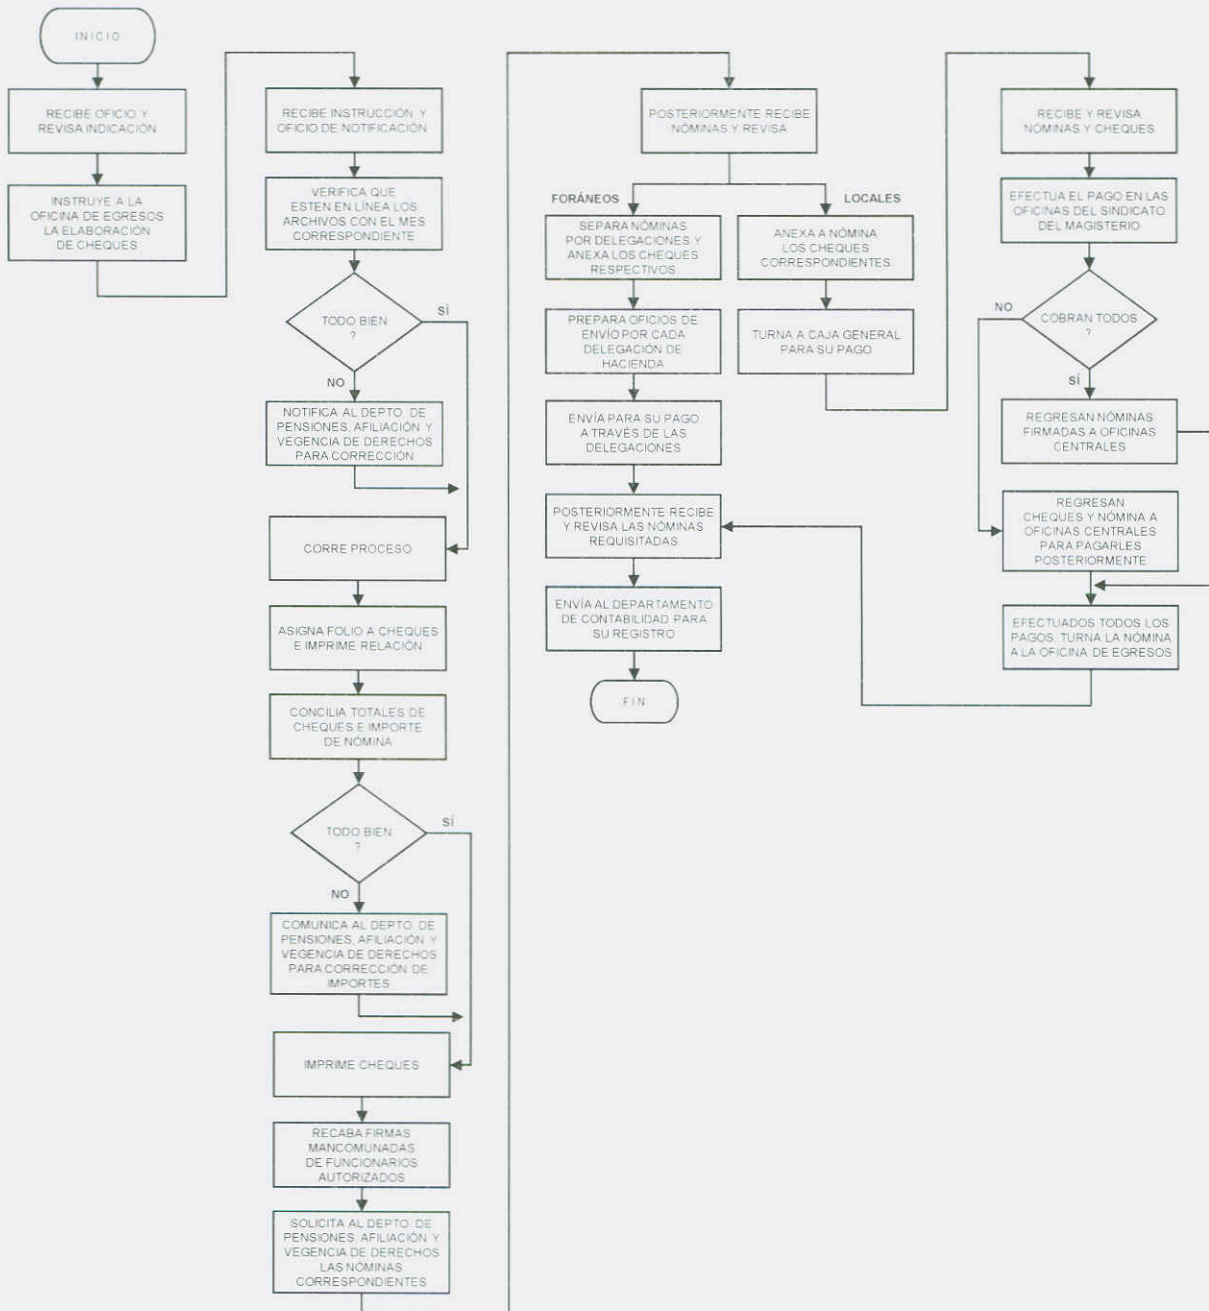 INICIO
RECIBE OFICIO Y
REVISA INDICACIÓN
INSTRUYE A LA
OFICINA DE EGRESOS
LA ELABORACIÓN
DE CHEQUES
RECIBE INSTRUCCIÓN Y
OFICIO DE NOTIFICACIÓN
VERIFICA QUE
ESTEN EN LÍNEA LOS
ARCHIVOS CON EL MES
CORRESPONDIENTE
TODO BIEN
?
SÍ
NO
NOTIFICA AL DEPTO. DE
PENSIONES, AFILIACIÓN Y
VEGENCIA DE DERECHOS
PARA CORRECCIÓN
CORRE PROCESO
ASIGNA FOLIO A CHEQUES
E IMPRIME RELACIÓN
CONCILIA TOTALES DE
CHEQUES E IMPORTE
DE NÓMINA
TODO BIEN
?
SÍ
NO
COMUNICA AL DEPTO. DE
PENSIONES, AFILIACIÓN Y
VEGENCIA DE DERECHOS
PARA CORRECCIÓN DE
IMPORTES
IMPRIME CHEQUES
RECABA FIRMAS
MANCOMUNADAS
DE FUNCIONARIOS
AUTORIZADOS
SOLICITA AL DEPTO. DE
PENSIONES, AFILIACIÓN Y
VEGENCIA DE DERECHOS
LAS NÓMINAS
CORRESPONDIENTES
POSTERIORMENTE RECIBE
NÓMINAS Y REVISA
FORÁNEOS
LOCALES
SEPARA NÓMINAS
POR DELEGACIONES Y
ANEXA LOS CHEQUES
RESPECTIVOS
PREPARA OFICIOS DE
ENVÍO POR CADA
DELEGACIÓN DE
HACIENDA
ENVÍA PARA SU PAGO
A TRAVÉS DE LAS
DELEGACIONES
POSTERIORMENTE RECIBE
Y REVISA LAS NÓMINAS
REQUISITADAS
ENVÍA AL DEPARTAMENTO
DE CONTABILIDAD PARA
SU REGISTRO
FIN
ANEXA A NÓMINA
LOS CHEQUES
CORRESPONDIENTES
TURNA A CAJA GENERAL
PARA SU PAGO
RECIBE Y REVISA
NÓMINAS Y CHEQUES
EFECTÚA EL PAGO EN LAS
OFICINAS DEL SINDICATO
DEL MAGISTERIO
NO
COBRAN TODOS
?
SÍ
REGRESAN NÓMINAS
FIRMADAS A OFICINAS
CENTRALES
REGRESAN
CHEQUES Y NÓMINA A
OFICINAS CENTRALES
PARA PAGARLES
POSTERIORMENTE
EFECTUADOS TODOS LOS
PAGOS, TURNA LA NÓMINA
A LA OFICINA DE EGRESOS